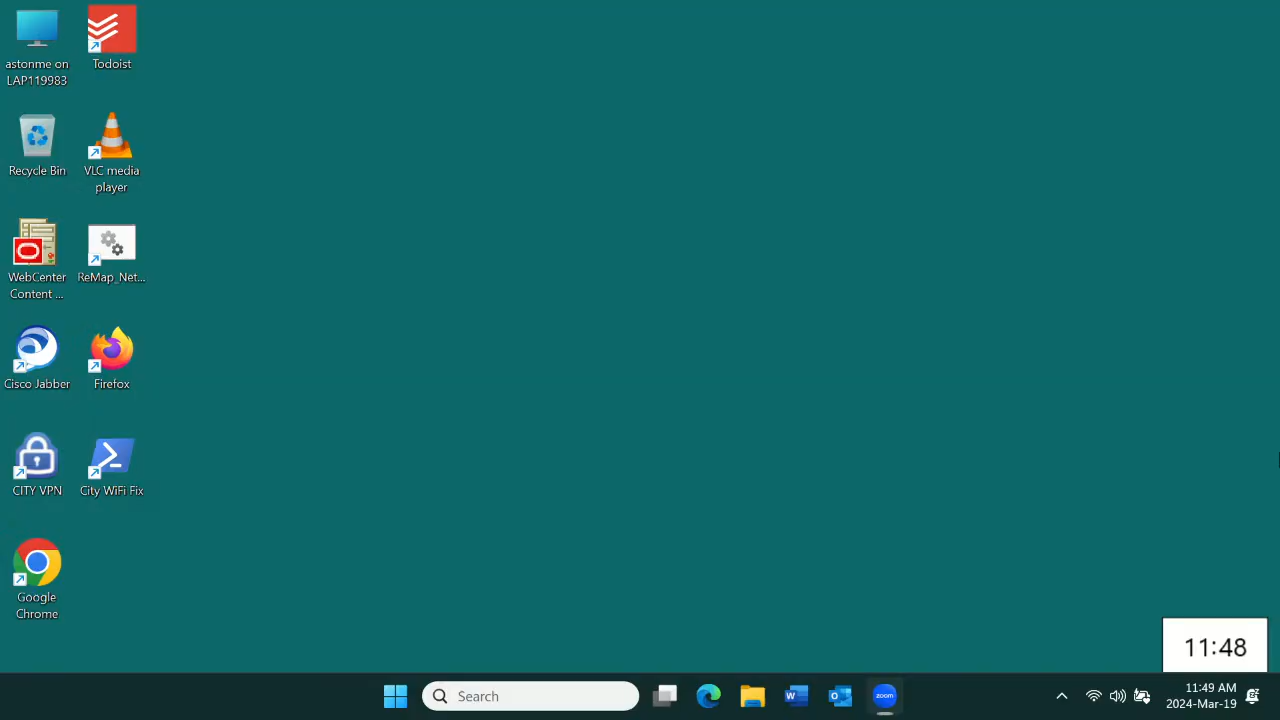 astonme on
LAP119983
Todoist
Recycle Bin
VLC media
player
WebCenter
Content ...
ReMap_Net...
Cisco Jabber
Firefox
CITY VPN
City WiFi Fix
Google
Chrome
11:48
Search
W
zoom
11:49 AM
2024-Mar-19